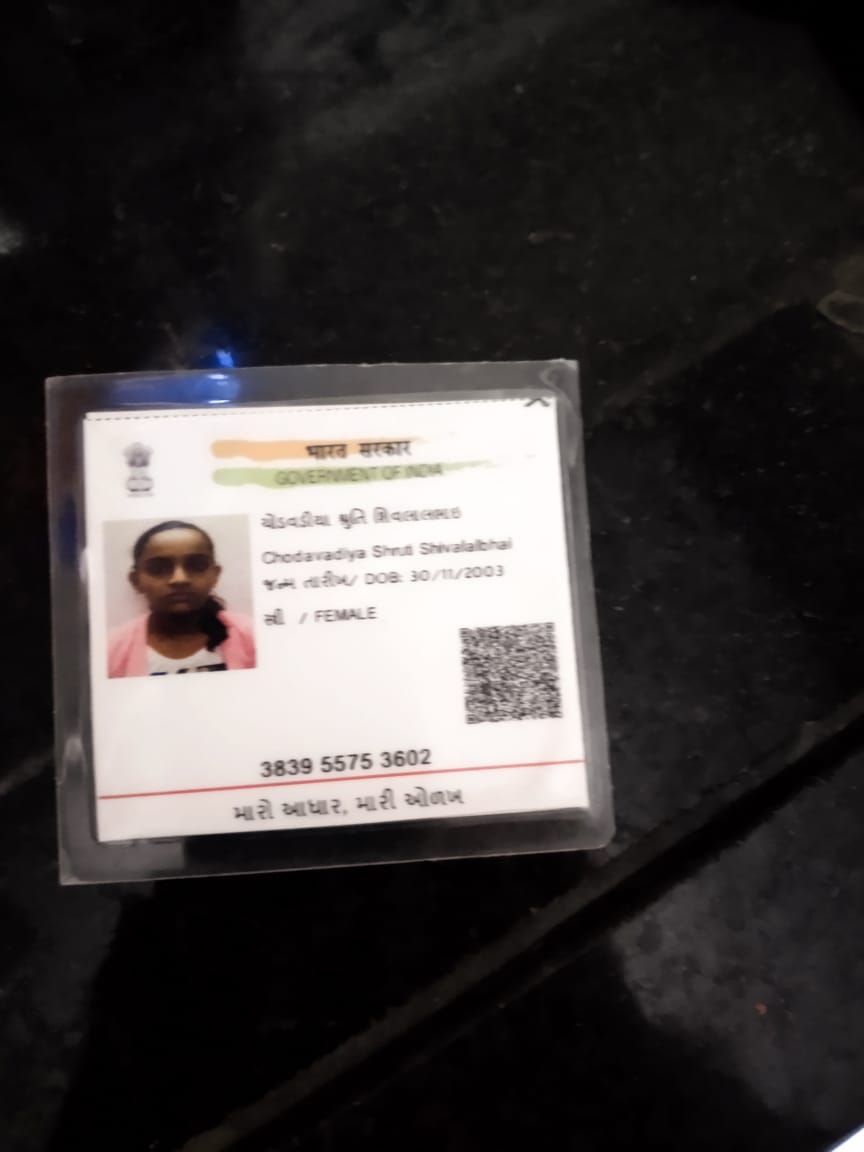 भारत सरकार
GOVERNMENT OF INDIA
ચોડવડીયા શ્રુતિ શિવલાલભાઇ
Chodavadiya Shruti Shivalalbhai
જન્મ તારીખ/ DOB: 30/11/2003
સ્ત્રી / FEMALE
3839 5575 3602
મારો આધાર, મારી ઓળખ